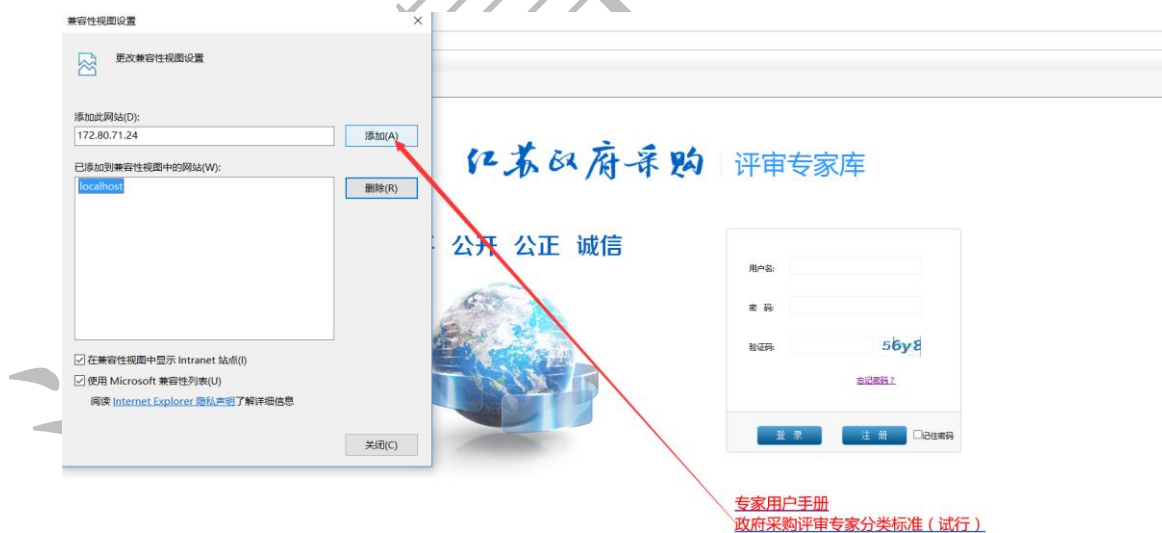 兼容性视图设置
更改兼容性视图设置
添加此网站(D):
172.80.71.24
添加(A)
已添加到兼容性视图中的网站(W):
localhost
删除(R)
在兼容性视图中显示 Intranet 站点(I)
使用 Microsoft 兼容性列表(U)
阅读 Internet Explorer 隐私声明了解详细信息
关闭(C)
江苏政府采购 评审专家库
公开 公正 诚信
用户名:
密 码:
验证码: 56y8
忘记密码？
登 录 注 册 记住密码
专家用户手册
政府采购评审专家分类标准（试行）